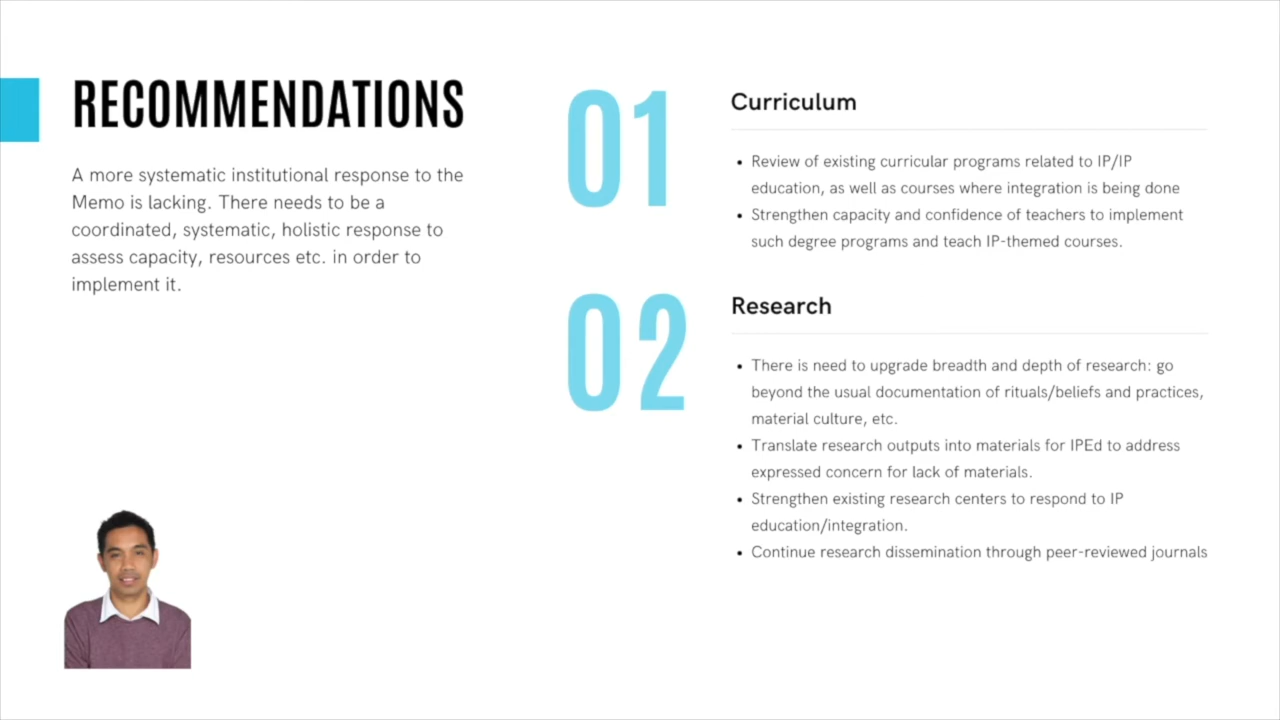 RECOMMENDATIONS
A more systematic institutional response to the
Memo is lacking. There needs to be a
coordinated, systematic, holistic response to
assess capacity, resources etc. in order to
implement it.
01
Curriculum
• Review of existing curricular programs related to IP/IP
education, as well as courses where integration is being done
• Strengthen capacity and confidence of teachers to implement
such degree programs and teach IP-themed courses.
02
Research
• There is need to upgrade breadth and depth of research: go
beyond the usual documentation of rituals/beliefs and practices,
material culture, etc.
• Translate research outputs into materials for IPEd to address
expressed concern for lack of materials.
• Strengthen existing research centers to respond to IP
education/integration.
• Continue research dissemination through peer-reviewed journals